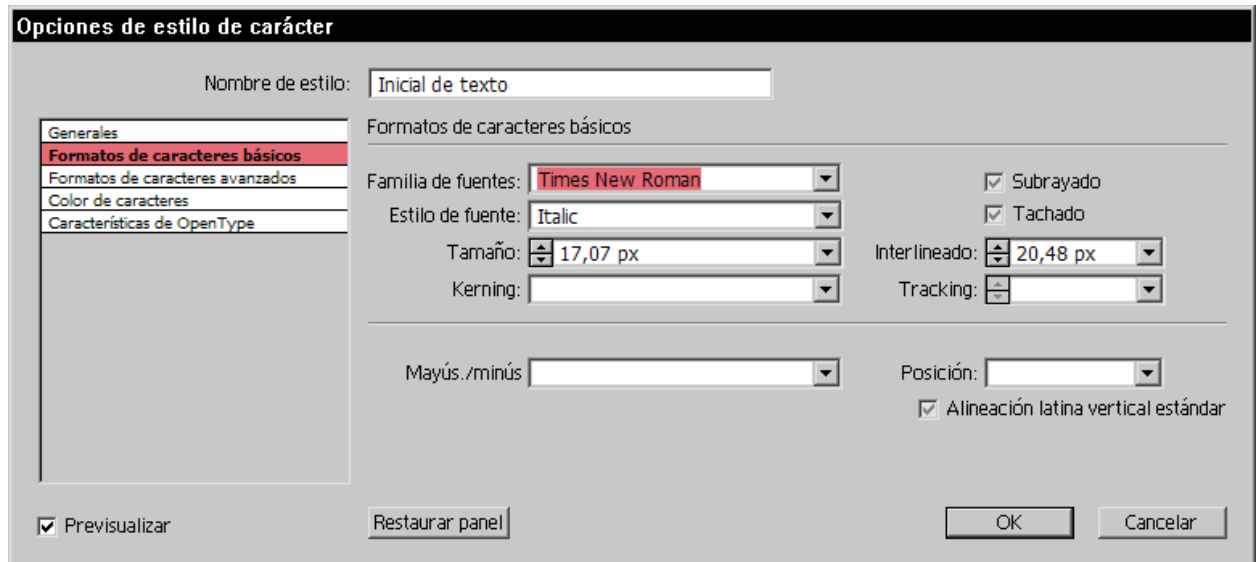 Opciones de estilo de carácter
Nombre de estilo: Inicial de texto
Generales
Formatos de caracteres básicos
Formatos de caracteres avanzados
Color de caracteres
Características de OpenType
Formatos de caracteres básicos
Familia de fuentes: Times New Roman Subrayado
Estilo de fuente: Italic Tachado
Tamaño: 17,07 px Interlineado: 20,48 px
Kerning: Tracking:
Mayús./minús Posición:
Alineación latina vertical estándar
Previsualizar Restaurar panel OK Cancelar